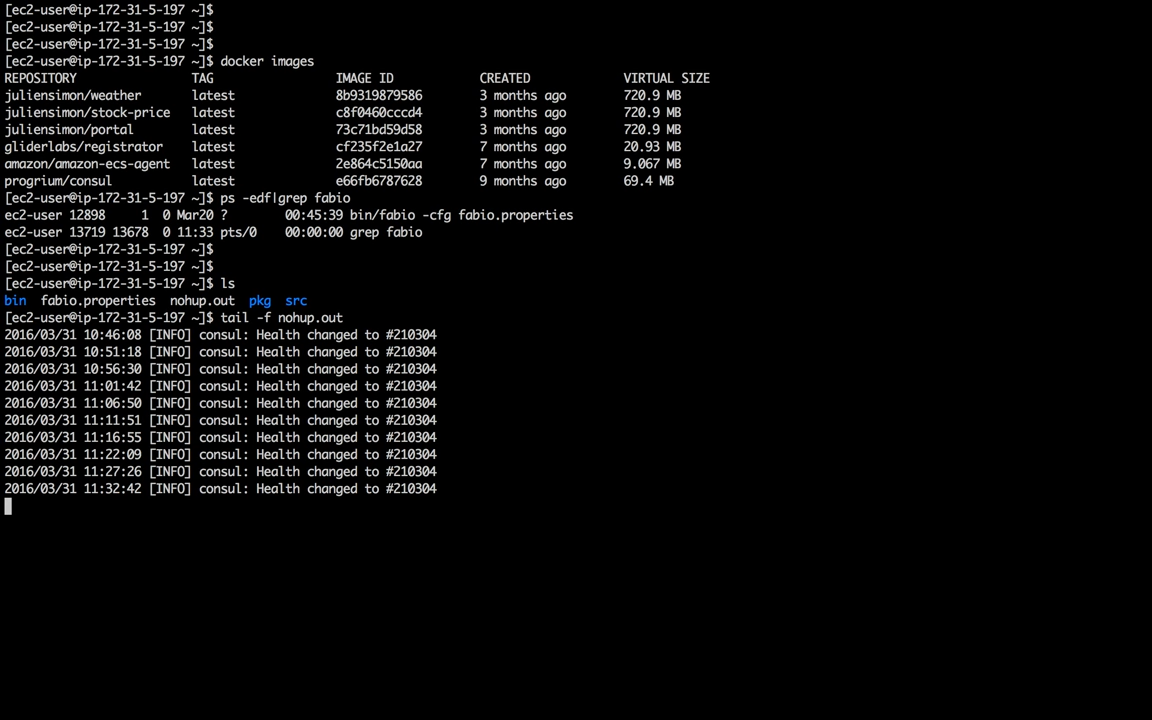 [ec2-user@ip-172-31-5-197 ~]$
[ec2-user@ip-172-31-5-197 ~]$
[ec2-user@ip-172-31-5-197 ~]$
[ec2-user@ip-172-31-5-197 ~]$ docker images
REPOSITORY TAG IMAGE ID CREATED VIRTUAL SIZE
juliensimon/weather latest 8b9319879586 3 months ago 720.9 MB
juliensimon/stock-price latest c8f0460cccd4 3 months ago 720.9 MB
juliensimon/portal latest 73c71bd59d58 3 months ago 720.9 MB
gliderlabs/registrator latest cf235f2e1a27 7 months ago 20.93 MB
amazon/amazon-ecs-agent latest 2e864c5150aa 7 months ago 9.067 MB
progrium/consul latest e66fb6787628 9 months ago 69.4 MB
[ec2-user@ip-172-31-5-197 ~]$ ps -edf|grep fabio
ec2-user 12898 1 0 Mar20 ? 00:45:39 bin/fabio -cfg fabio.properties
ec2-user 13719 13678 0 11:33 pts/0 00:00:00 grep fabio
[ec2-user@ip-172-31-5-197 ~]$
[ec2-user@ip-172-31-5-197 ~]$
[ec2-user@ip-172-31-5-197 ~]$ ls
bin fabio.properties nohup.out pkg src
[ec2-user@ip-172-31-5-197 ~]$ tail -f nohup.out
2016/03/31 10:46:08 [INFO] consul: Health changed to #210304
2016/03/31 10:51:18 [INFO] consul: Health changed to #210304
2016/03/31 10:56:30 [INFO] consul: Health changed to #210304
2016/03/31 11:01:42 [INFO] consul: Health changed to #210304
2016/03/31 11:06:50 [INFO] consul: Health changed to #210304
2016/03/31 11:11:51 [INFO] consul: Health changed to #210304
2016/03/31 11:16:55 [INFO] consul: Health changed to #210304
2016/03/31 11:22:09 [INFO] consul: Health changed to #210304
2016/03/31 11:27:26 [INFO] consul: Health changed to #210304
2016/03/31 11:32:42 [INFO] consul: Health changed to #210304